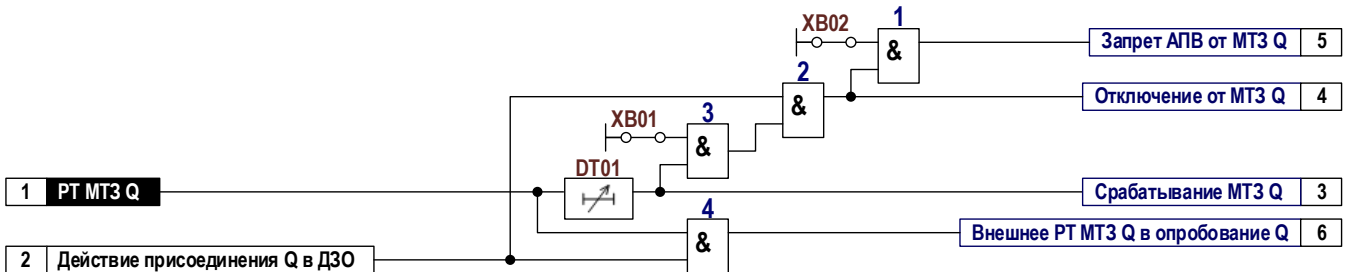 1
XB02
&
Запрет АПВ от МТЗ Q 5
2
&
Отключение от МТЗ Q 4
3
XB01
&
DT01
1 РТ МТЗ Q
Срабатывание МТЗ Q 3
4
&
Внешнее РТ МТЗ Q в опробование Q 6
2 Действие присоединения Q в ДЗО